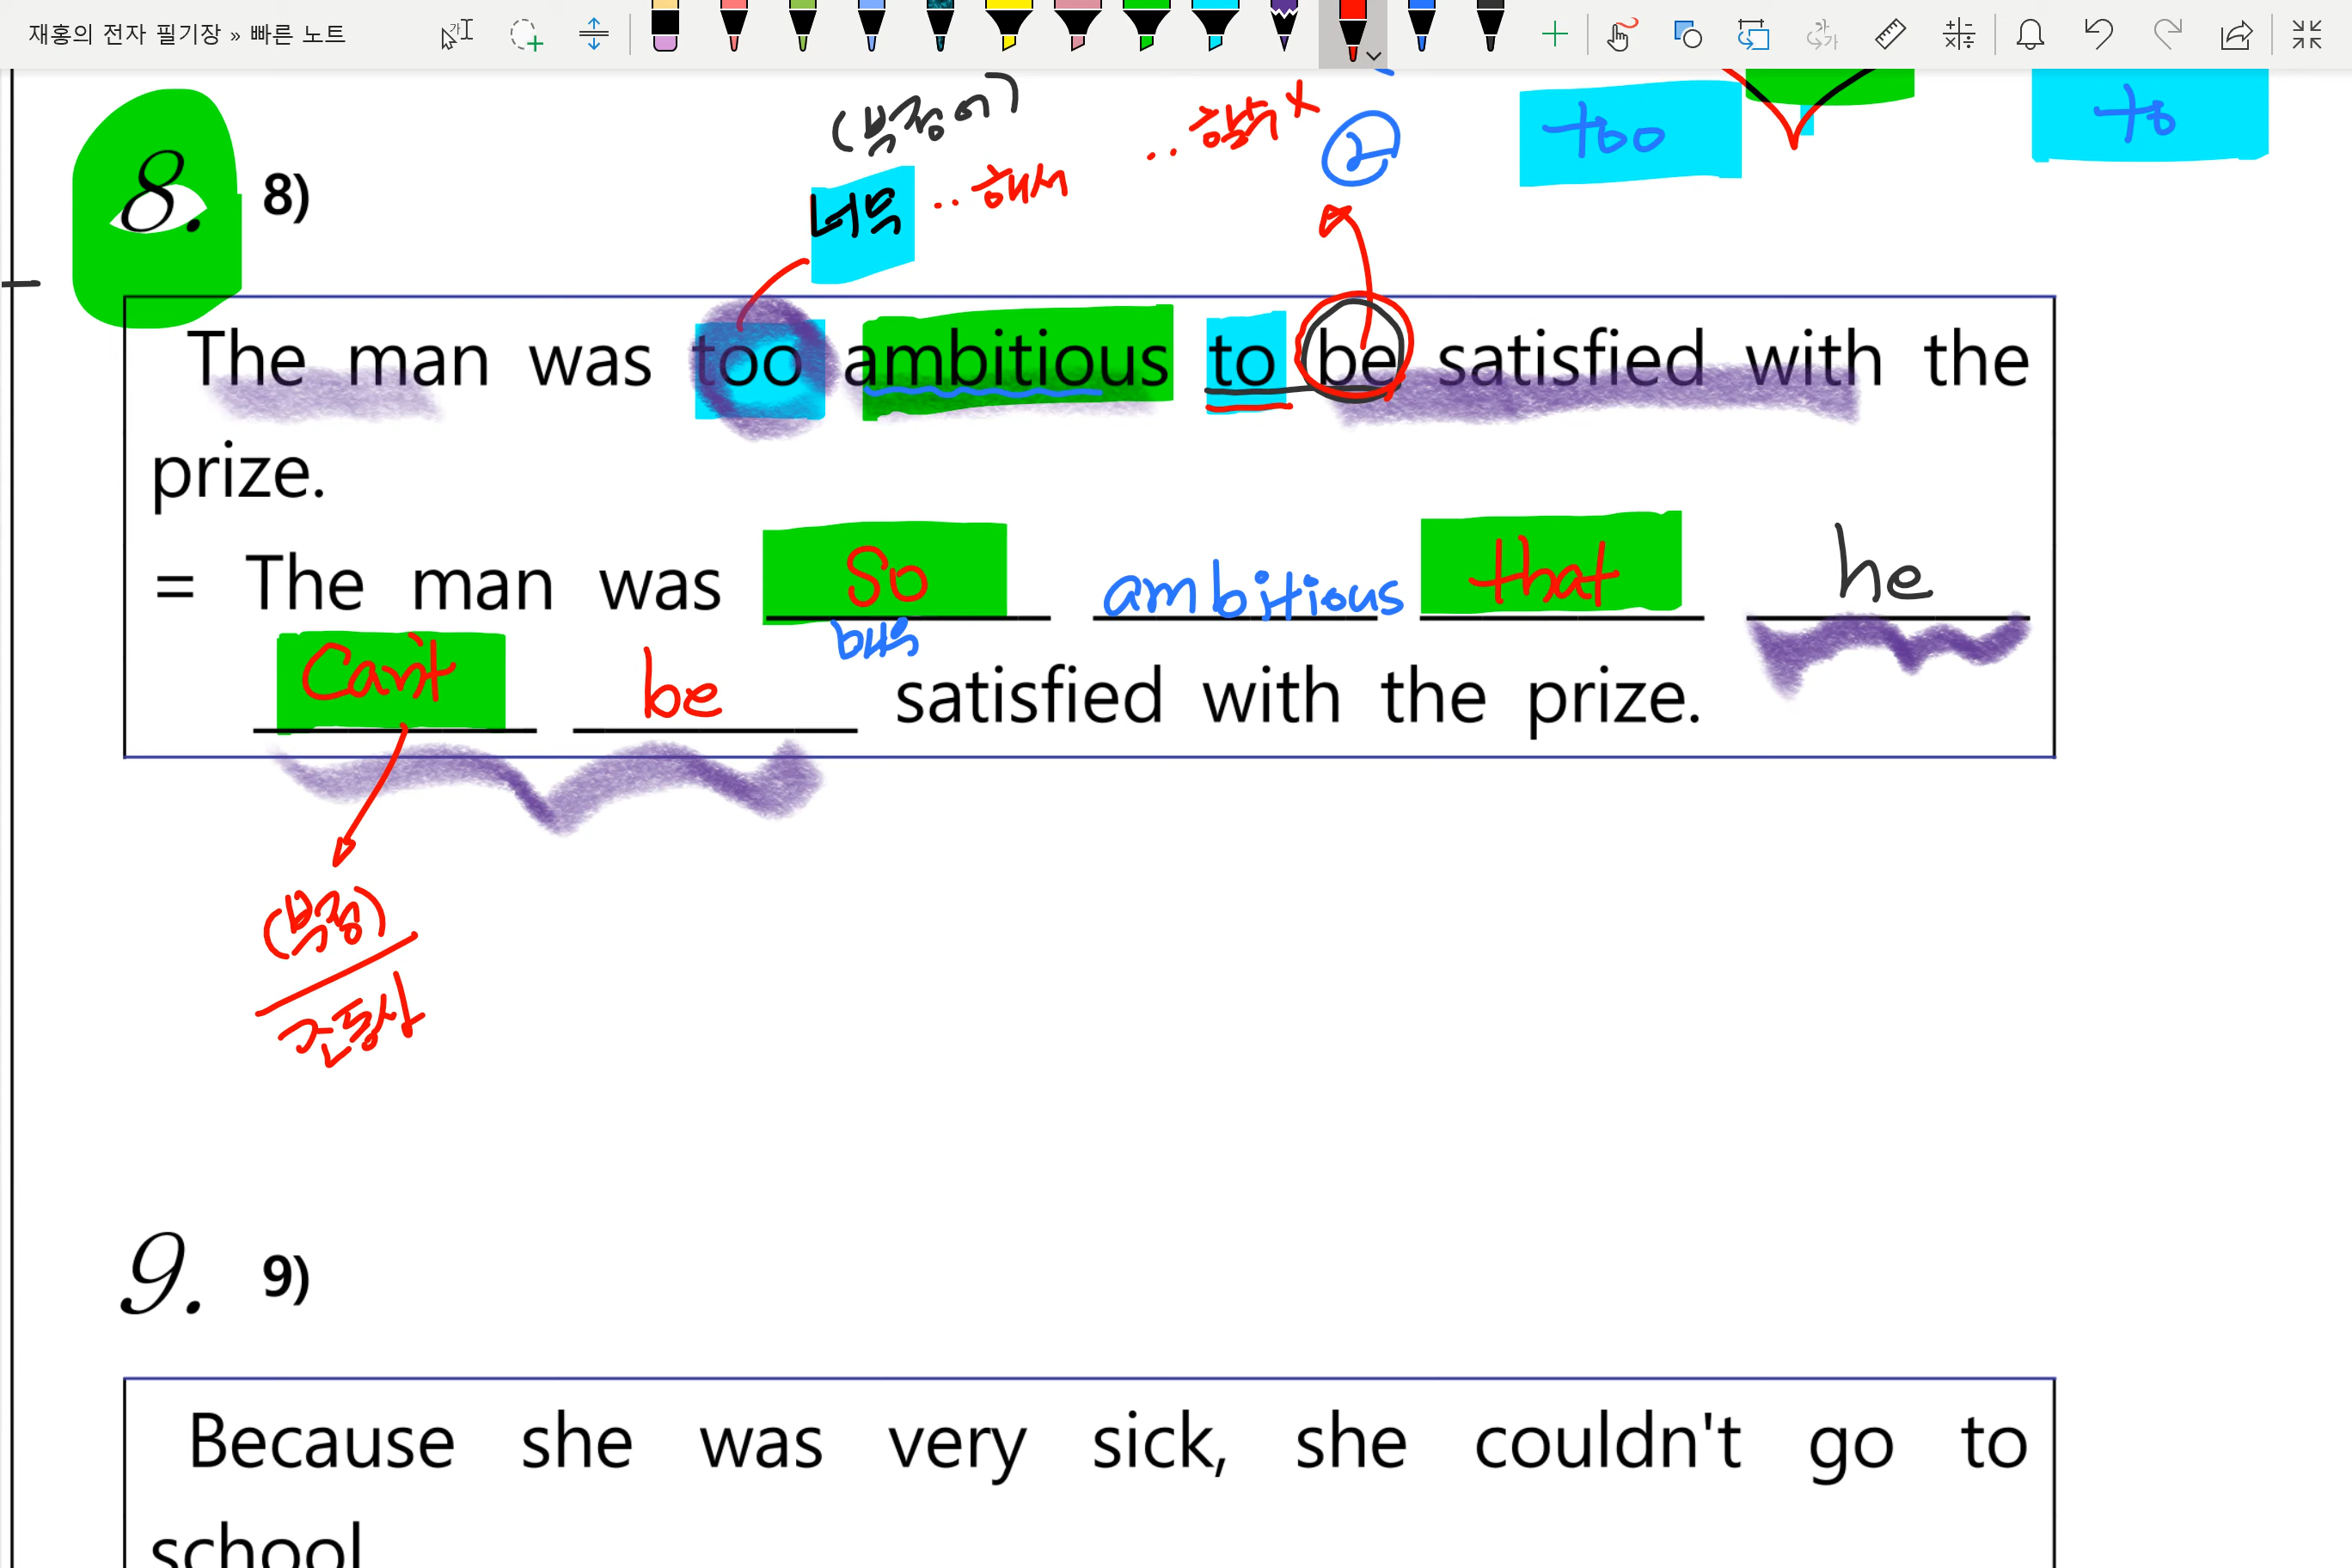 재홍의 전자 필기장 » 빠른 노트
(부정어)
too
to
8. 8)
너무 ..해서 ..할수 X ②
The man was too ambitious to be satisfied with the
prize.
= The man was so ambitious that he
can't be satisfied with the prize.
(부정)
조동사
9. 9)
Because she was very sick, she couldn't go to
school